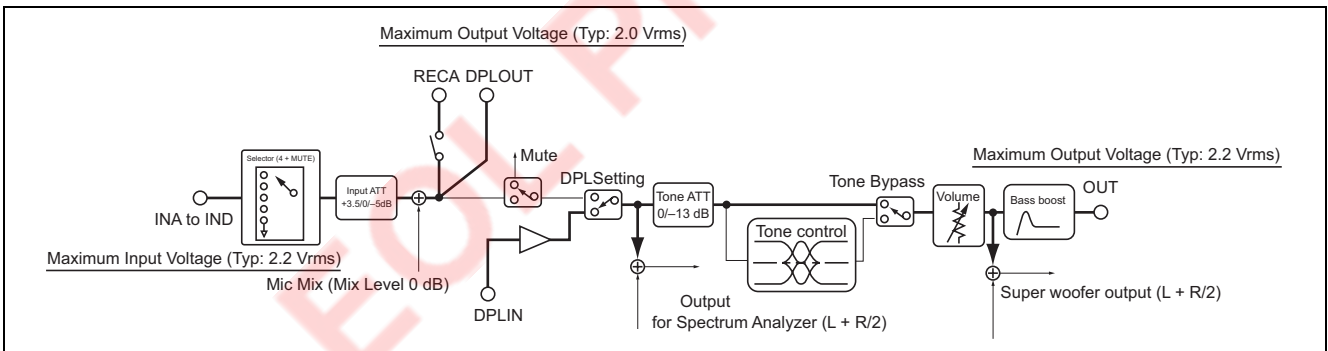 Maximum Output Voltage (Typ: 2.0 Vrms)
RECA DPLOUT
Selector (4 + MUTE)
INA to IND
Input ATT
+3.5/0/–5dB
Maximum Input Voltage (Typ: 2.2 Vrms)
Mic Mix (Mix Level 0 dB)
Mute
DPLSetting
DPLIN
Tone ATT
0/–13 dB
Output
for Spectrum Analyzer (L + R/2)
Tone control
Tone Bypass
Volume
Maximum Output Voltage (Typ: 2.2 Vrms)
Bass boost
OUT
Super woofer output (L + R/2)
EOL P